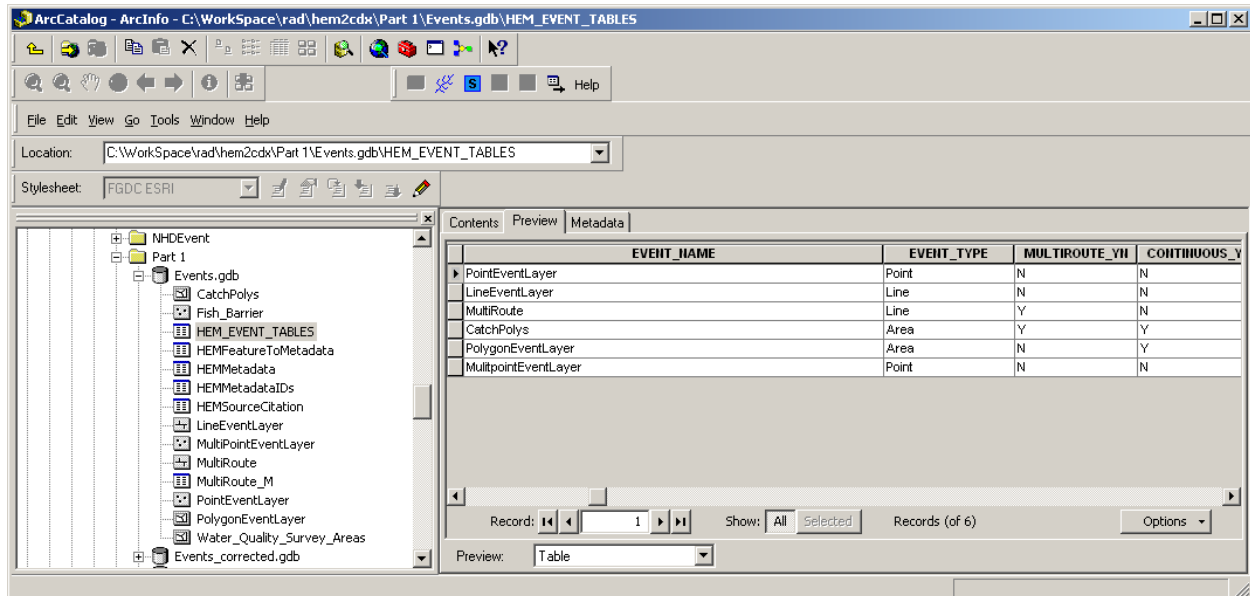 ArcCatalog - ArcInfo - C:\WorkSpace\rad\hem2cdx\Part 1\Events.gdb\HEM_EVENT_TABLES
S Help
File Edit View Go Tools Window Help
Location: C:\WorkSpace\rad\hem2cdx\Part 1\Events.gdb\HEM_EVENT_TABLES
Stylesheet: FGDC ESRI
NHDEvent
Part 1
Events.gdb
CatchPolys
Fish_Barrier
HEM_EVENT_TABLES
HEMFeatureToMetadata
HEMMetadata
HEMMetadataIDs
HEMSourceCitation
LineEventLayer
MultiPointEventLayer
MultiRoute
MultiRoute_M
PointEventLayer
PolygonEventLayer
Water_Quality_Survey_Areas
Events_corrected.gdb
Contents Preview Metadata
EVENT_NAME EVENT_TYPE MULTIROUTE_YN CONTINUOUS_Y
PointEventLayer Point N N
LineEventLayer Line N N
MultiRoute Line Y N
CatchPolys Area Y Y
PolygonEventLayer Area N Y
MulitpointEventLayer Point N N
Record: 1 Show: All Selected Records (of 6) Options
Preview: Table